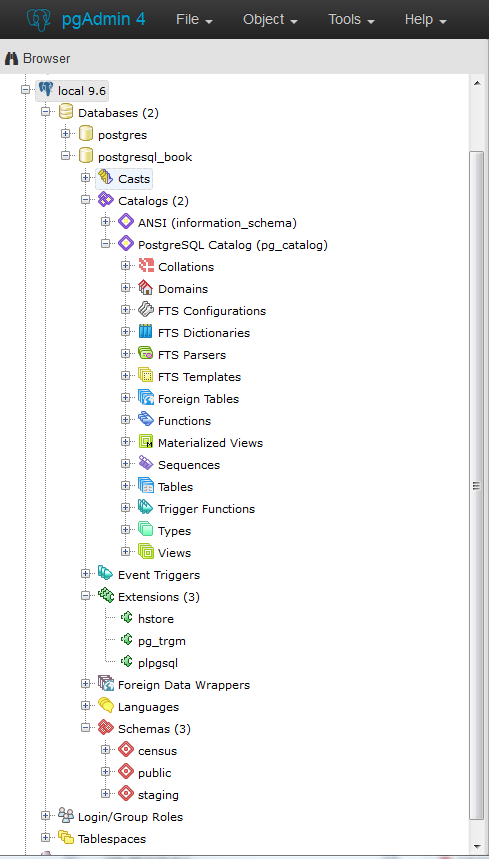 pgAdmin 4 File Object Tools Help
Browser
local 9.6
Databases (2)
postgres
postgresql_book
Casts
Catalogs (2)
ANSI (information_schema)
PostgreSQL Catalog (pg_catalog)
Collations
Domains
FTS Configurations
FTS Dictionaries
FTS Parsers
FTS Templates
Foreign Tables
Functions
Materialized Views
Sequences
Tables
Trigger Functions
Types
Views
Event Triggers
Extensions (3)
hstore
pg_trgm
plpgsql
Foreign Data Wrappers
Languages
Schemas (3)
census
public
staging
Login/Group Roles
Tablespaces